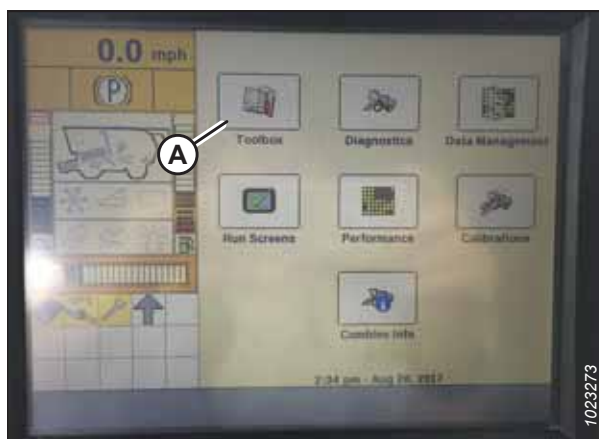 0.0 mph
(P)
A
Toolbox
Diagnostics
Data Management
Run Screens
Performance
Calibrations
Combine Info
2:34 pm - Aug 28, 2017
1023273